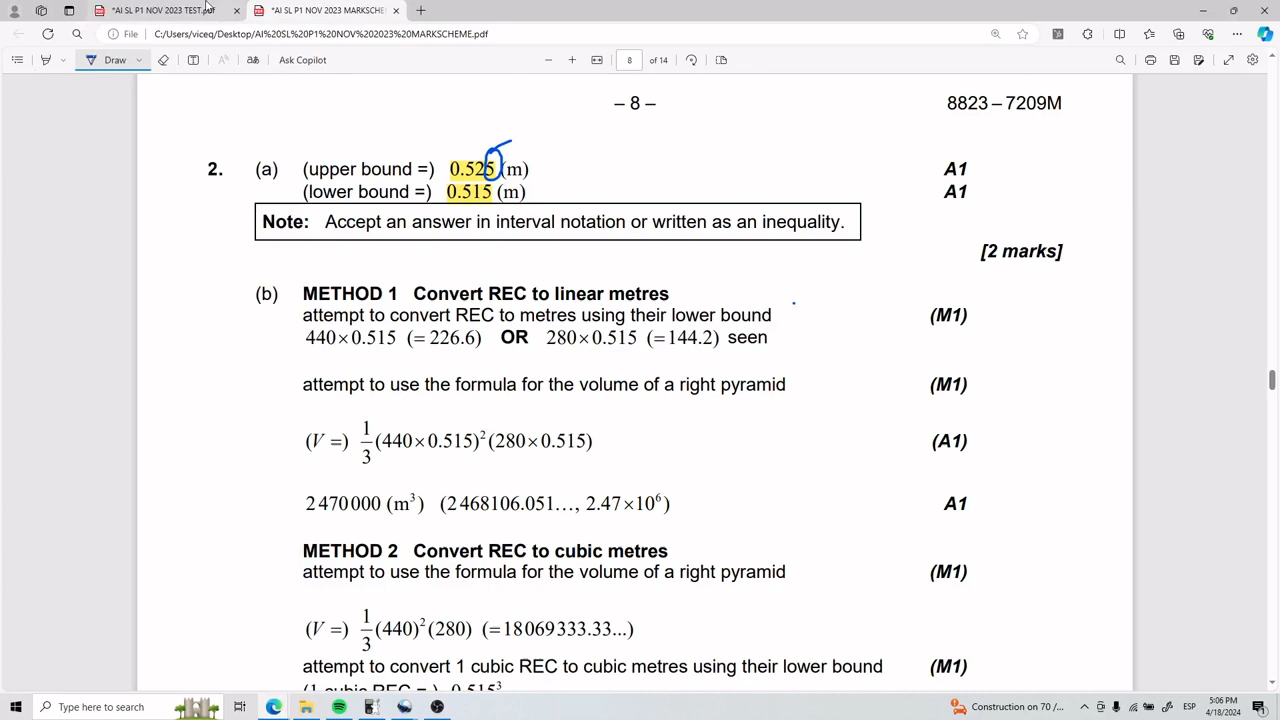 *AI SL P1 NOV 2023 TEST.pdf
*AI SL P1 NOV 2023 MARKSCHEME.pdf
File C:/Users/viceq/Desktop/AI%20SL%20P1%20NOV%202023%20MARKSCHEME.pdf
Draw Ask Copilot 8 of 14
– 8 – 8823 – 7209M
2. (a) (upper bound =) 0.525 (m) A1
(lower bound =) 0.515 (m) A1
Note: Accept an answer in interval notation or written as an inequality.
[2 marks]
(b) METHOD 1 Convert REC to linear metres
attempt to convert REC to metres using their lower bound (M1)
440×0.515 (= 226.6) OR 280×0.515 (=144.2) seen
attempt to use the formula for the volume of a right pyramid (M1)
(V =) 1/3 (440×0.515)² (280×0.515) (A1)
2 470 000 (m³) (2 468106.051…, 2.47×10⁶) A1
METHOD 2 Convert REC to cubic metres
attempt to use the formula for the volume of a right pyramid (M1)
(V =) 1/3 (440)² (280) (=18 069 333.33...)
attempt to convert 1 cubic REC to cubic metres using their lower bound (M1)
(1 cubic REC = ) 0.515³
Type here to search
Construction on 70 /...
ESP
5:06 PM
4/18/2024